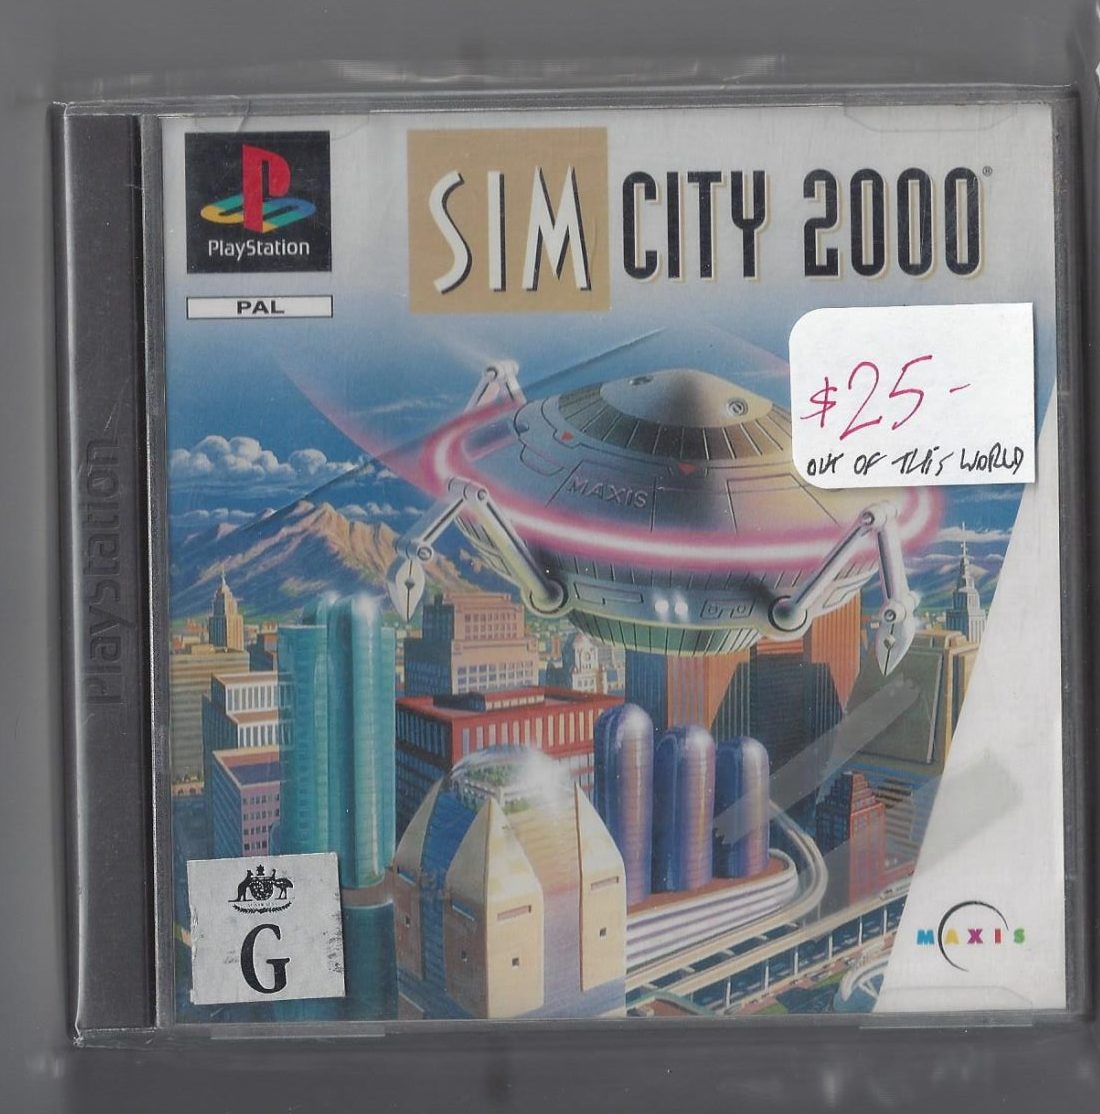 PlayStation
PAL
SIM CITY 2000®
$25-
OUT OF THIS WORLD
MAXIS
PlayStation
G
MAXIS